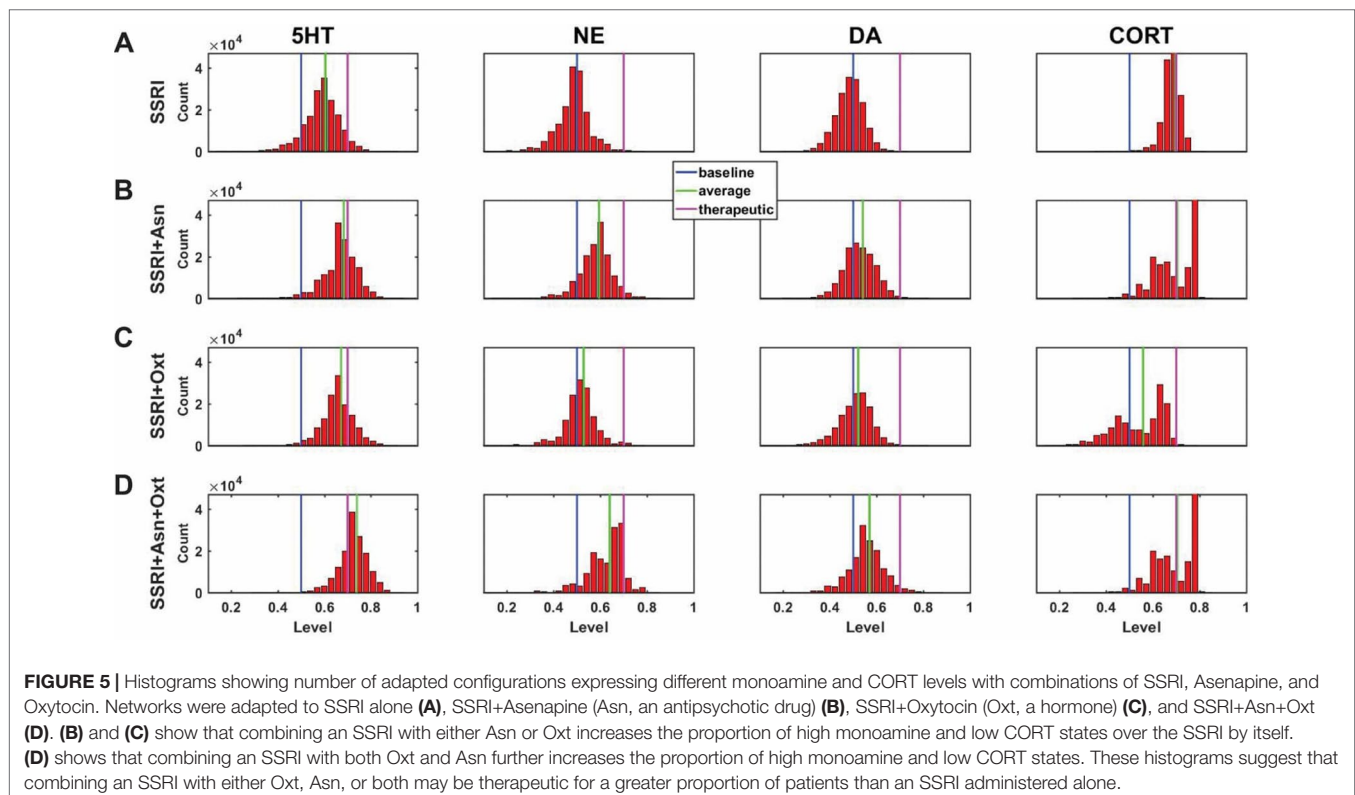 A
5HT
NE
DA
CORT
×10⁴
SSRI
Count
4
2
0
baseline
average
therapeutic
B
×10⁴
SSRI+Asn
Count
4
2
0
C
×10⁴
SSRI+Oxt
Count
4
2
0
D
×10⁴
SSRI+Asn+Oxt
Count
4
2
0
0.2 0.4 0.6 0.8 1
0.2 0.4 0.6 0.8 1
0.2 0.4 0.6 0.8 1
0.2 0.4 0.6 0.8 1
Level
Level
Level
Level
FIGURE 5 | Histograms showing number of adapted configurations expressing different monoamine and CORT levels with combinations of SSRI, Asenapine, and
Oxytocin. Networks were adapted to SSRI alone (A), SSRI+Asenapine (Asn, an antipsychotic drug) (B), SSRI+Oxytocin (Oxt, a hormone) (C), and SSRI+Asn+Oxt
(D). (B) and (C) show that combining an SSRI with either Asn or Oxt increases the proportion of high monoamine and low CORT states over the SSRI by itself.
(D) shows that combining an SSRI with both Oxt and Asn further increases the proportion of high monoamine and low CORT states. These histograms suggest that
combining an SSRI with either Oxt, Asn, or both may be therapeutic for a greater proportion of patients than an SSRI administered alone.